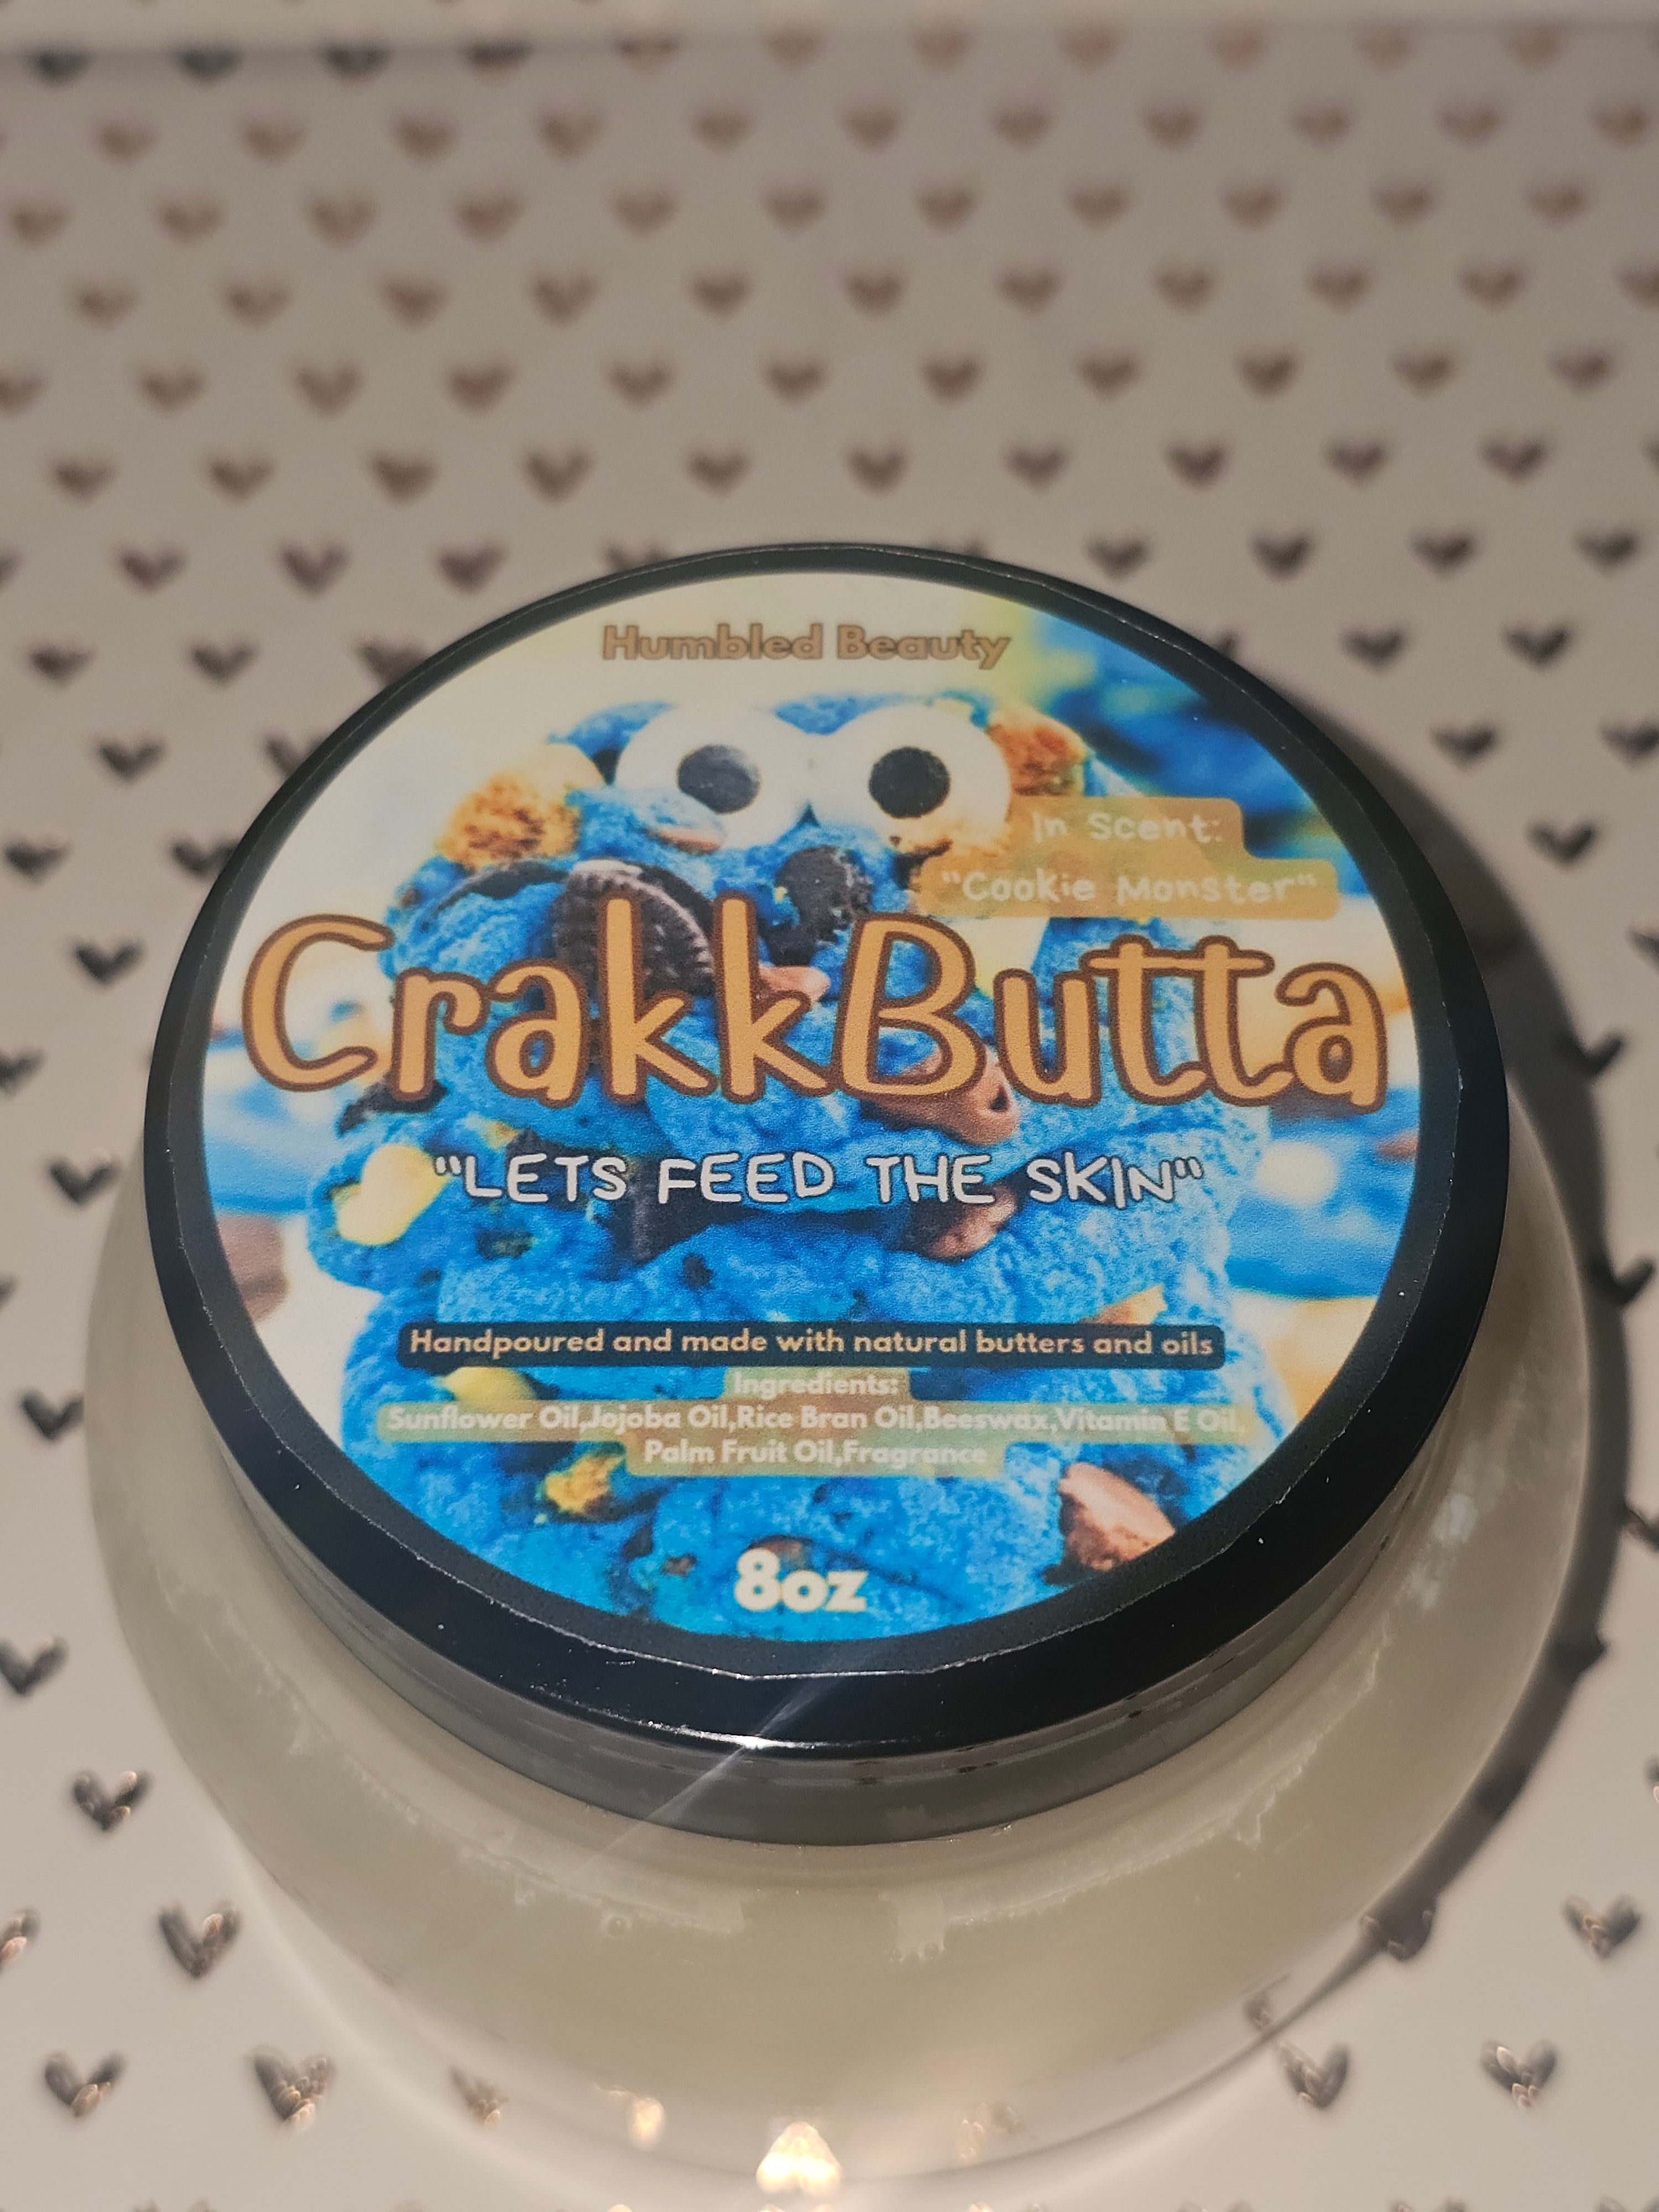 Humbled Beauty
In Scent:
"Cookie Monster"
CrakkButta
"LETS FEED THE SKIN"
Handpoured and made with natural butters and oils
Ingredients:
Sunflower Oil,Jojoba Oil,Rice Bran Oil,Beeswax,Vitamin E Oil,
Palm Fruit Oil,Fragrance
8oz